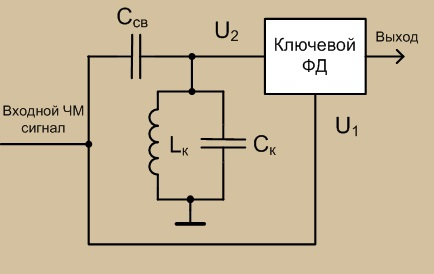 Cсв
U2
Ключевой
ФД
Выход
Входной ЧМ
сигнал
Lк
Cк
U1